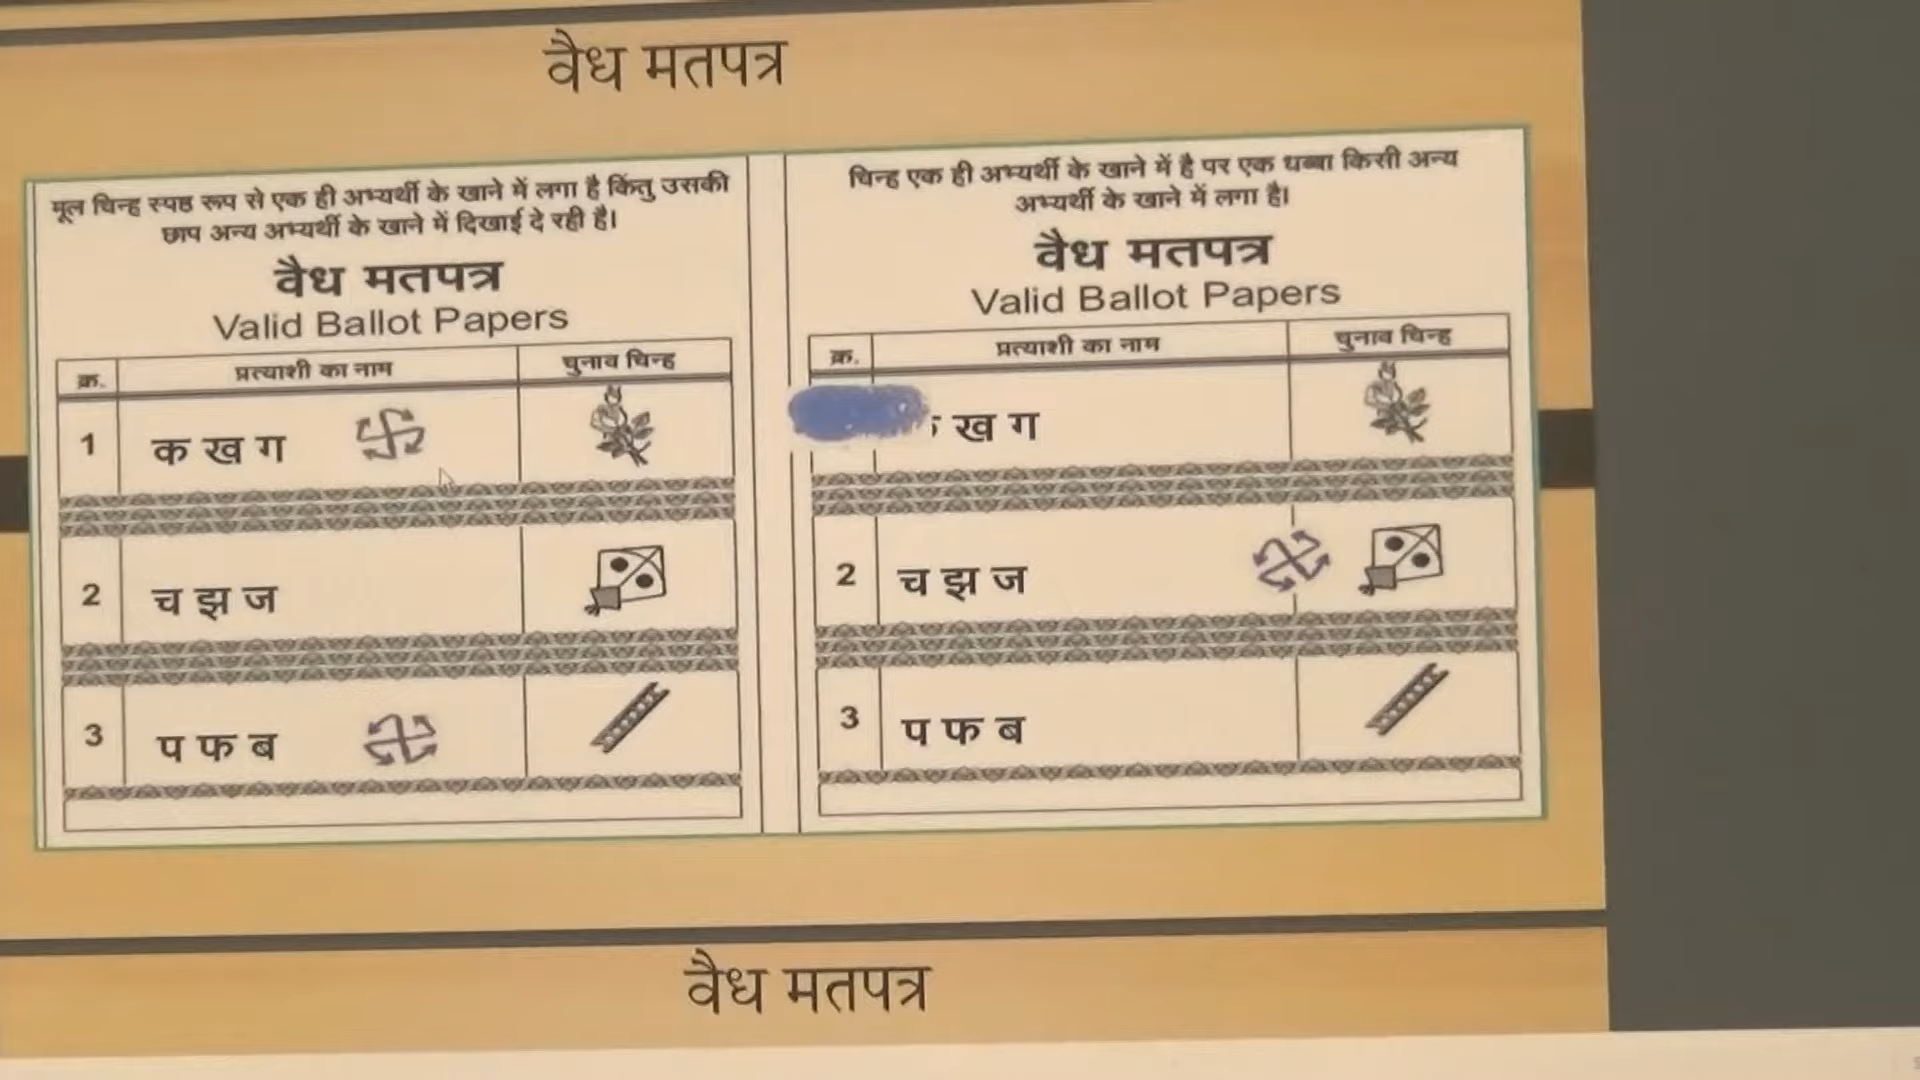 वैध मतपत्र
मूल चिन्ह स्पष्ठ रूप से एक ही अभ्यर्थी के खाने में लगा है किंतु उसकी
छाप अन्य अभ्यर्थी के खाने में दिखाई दे रही है।
वैध मतपत्र
Valid Ballot Papers
क्र. प्रत्याशी का नाम चुनाव चिन्ह
1 क ख ग
2 च झ ज
3 प फ ब
चिन्ह एक ही अभ्यर्थी के खाने में है पर एक धब्बा किसी अन्य
अभ्यर्थी के खाने में लगा है।
वैध मतपत्र
Valid Ballot Papers
क्र. प्रत्याशी का नाम चुनाव चिन्ह
ख ग
2 च झ ज
3 प फ ब
वैध मतपत्र